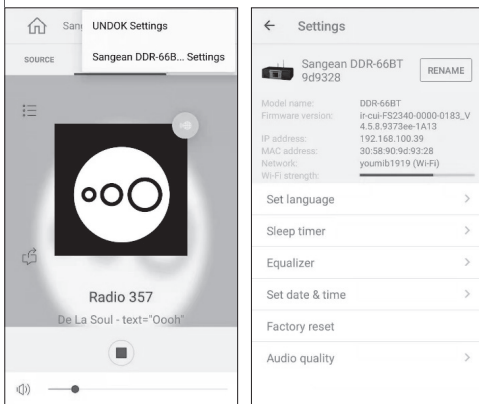 San
UNDOK Settings
Sangean DDR-66B... Settings
SOURCE
Radio 357
De La Soul - text="Oooh"
Settings
Sangean DDR-66BT
9d9328
RENAME
Model name: DDR-66BT
Firmware version: ir-cui-FS2340-0000-0183_V
4.5.8.9373ee-1A13
IP address: 192.168.100.39
MAC address: 30:58:90:9d:93:28
Network: youmib1919 (Wi-Fi)
Wi-Fi strength:
Set language
Sleep timer
Equalizer
Set date & time
Factory reset
Audio quality